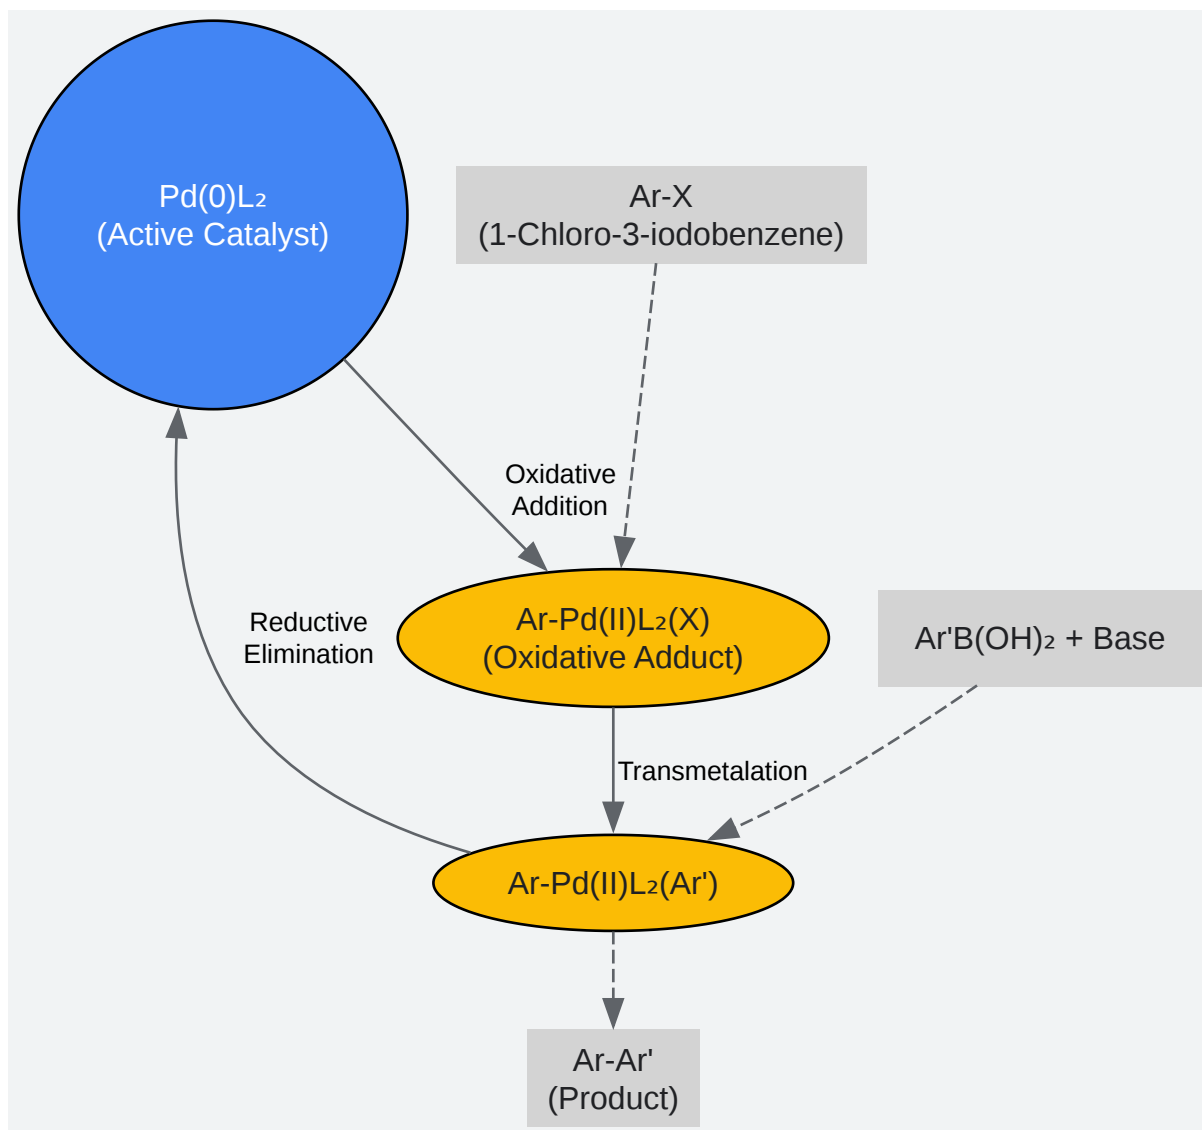 Pd(0)L₂
(Active Catalyst)
Ar-X
(1-Chloro-3-iodobenzene)
Oxidative
Addition
Reductive
Elimination
Ar-Pd(II)L₂(X)
(Oxidative Adduct)
Ar'B(OH)₂ + Base
Transmetalation
Ar-Pd(II)L₂(Ar')
Ar-Ar'
(Product)